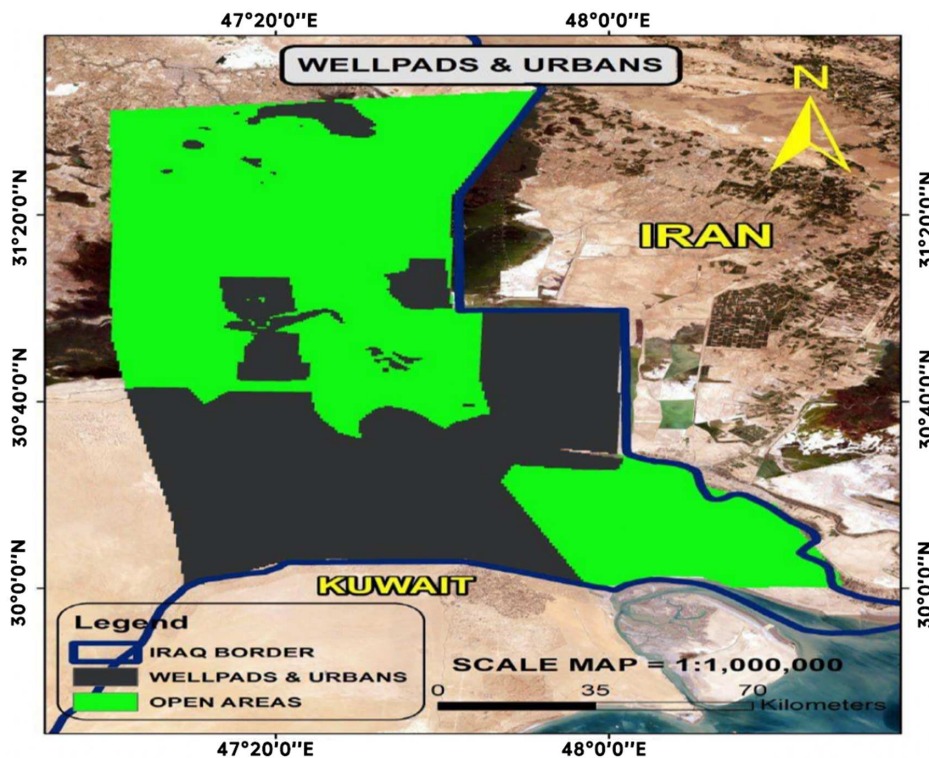 47°20'0"E 48°0'0"E
WELLPADS & URBANS
N
31°20'0"N 31°20'0"N
IRAN
30°40'0"N 30°40'0"N
30°0'0"N 30°0'0"N
KUWAIT
Legend
IRAQ BORDER
WELLPADS & URBANS
OPEN AREAS
SCALE MAP = 1:1,000,000
0 35 70
Kilometers
47°20'0"E 48°0'0"E